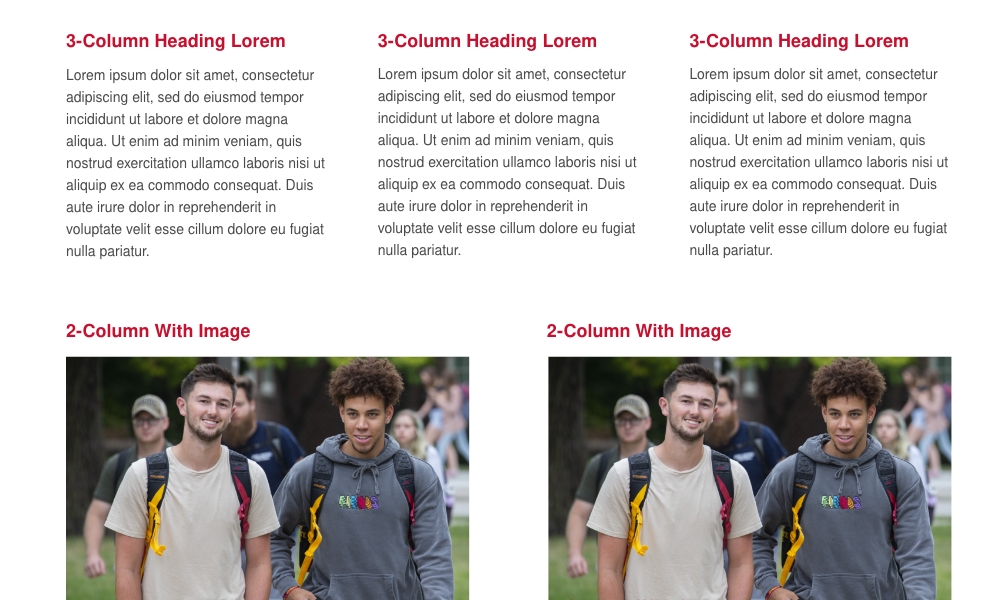 3-Column Heading Lorem
Lorem ipsum dolor sit amet, consectetur
adipiscing elit, sed do eiusmod tempor
incididunt ut labore et dolore magna
aliqua. Ut enim ad minim veniam, quis
nostrud exercitation ullamco laboris nisi ut
aliquip ex ea commodo consequat. Duis
aute irure dolor in reprehenderit in
voluptate velit esse cillum dolore eu fugiat
nulla pariatur.
3-Column Heading Lorem
Lorem ipsum dolor sit amet, consectetur
adipiscing elit, sed do eiusmod tempor
incididunt ut labore et dolore magna
aliqua. Ut enim ad minim veniam, quis
nostrud exercitation ullamco laboris nisi ut
aliquip ex ea commodo consequat. Duis
aute irure dolor in reprehenderit in
voluptate velit esse cillum dolore eu fugiat
nulla pariatur.
3-Column Heading Lorem
Lorem ipsum dolor sit amet, consectetur
adipiscing elit, sed do eiusmod tempor
incididunt ut labore et dolore magna
aliqua. Ut enim ad minim veniam, quis
nostrud exercitation ullamco laboris nisi ut
aliquip ex ea commodo consequat. Duis
aute irure dolor in reprehenderit in
voluptate velit esse cillum dolore eu fugiat
nulla pariatur.
2-Column With Image
2-Column With Image